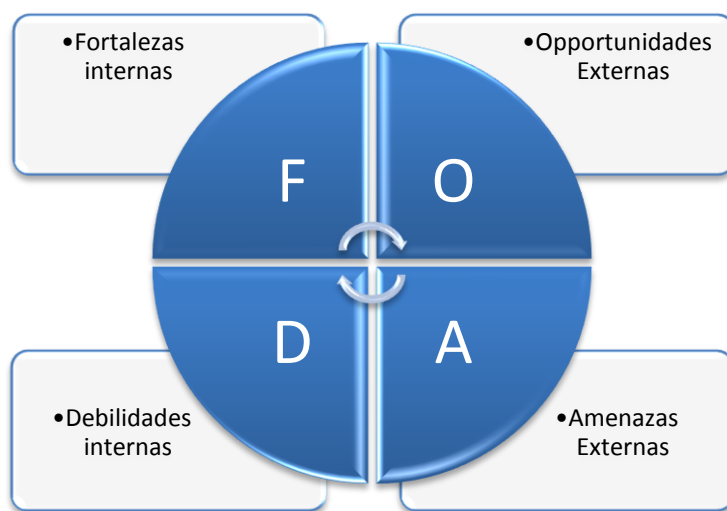 •Fortalezas
internas
•Opportunidades
Externas
F
O
D
A
•Debilidades
internas
•Amenazas
Externas